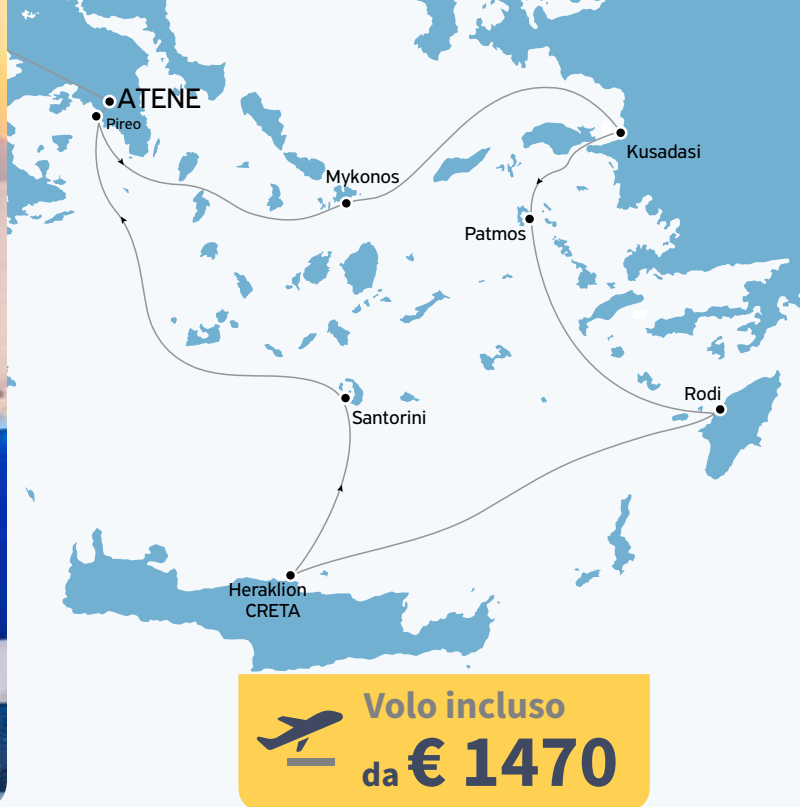 ATENE
Pireo
Mykonos
Kusadasi
Patmos
Rodi
Santorini
Heraklion
CRETA
Volo incluso
da € 1470